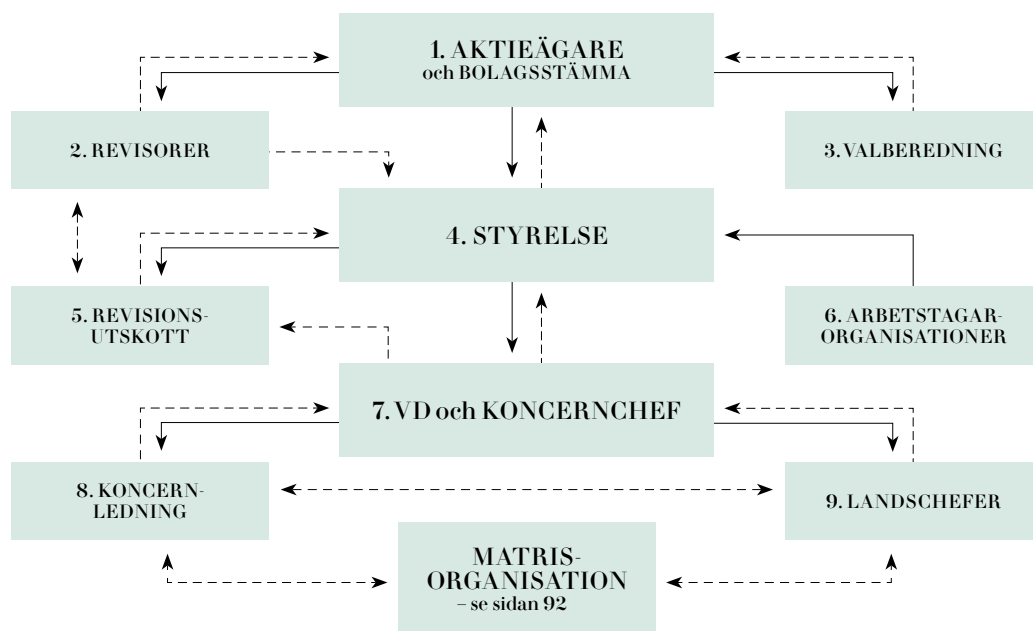 1. AKTIEÄGARE
och BOLAGSSTÄMMA
2. REVISORER
3. VALBEREDNING
4. STYRELSE
5. REVISIONS-
UTSKOTT
6. ARBETSTAGAR-
ORGANISATIONER
7. VD och KONCERNCHEF
8. KONCERN-
LEDNING
9. LANDSCHEFER
MATRIS-
ORGANISATION
– se sidan 92